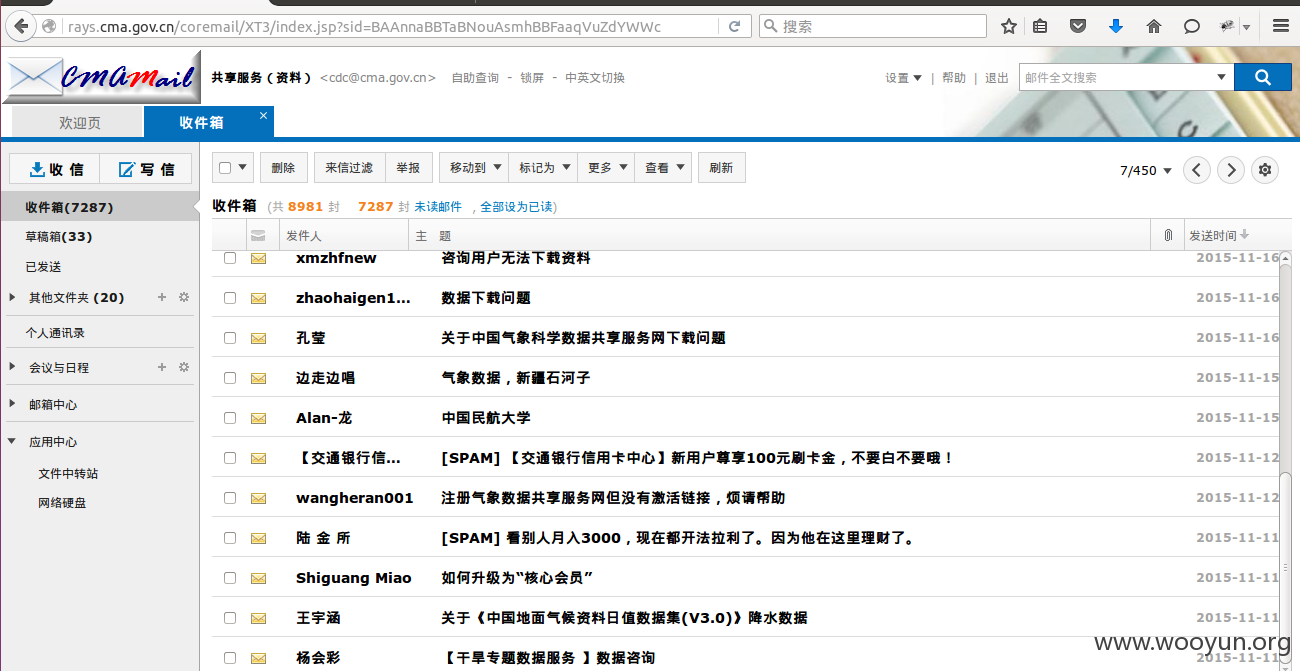 rays.cma.gov.cn/coremail/XT3/index.jsp?sid=BAAnnaBBTaBNouAsmhBBFaaqVuZdYWWc 搜索
CMAMail 共享服务（资料） <cdc@cma.gov.cn> 自助查询 - 锁屏 - 中英文切换 设置 | 帮助 | 退出 邮件全文搜索
欢迎页 收件箱 ×
收 信 写 信 删除 来信过滤 举报 移动到 标记为 更多 查看 刷新 7/450
收件箱(7287)
草稿箱(33)
已发送
其他文件夹 (20) +
个人通讯录
会议与日程 +
邮箱中心
应用中心
文件中转站
网络硬盘
收件箱 (共 8981 封 7287 封 未读邮件 , 全部设为已读)
发件人 主 题 发送时间
xmzhfnew 咨询用户无法下载资料 2015-11-16
zhaohaigen1... 数据下载问题 2015-11-16
孔莹 关于中国气象科学数据共享服务网下载问题 2015-11-16
边走边唱 气象数据，新疆石河子 2015-11-15
Alan-龙 中国民航大学 2015-11-15
【交通银行信... [SPAM] 【交通银行信用卡中心】新用户尊享100元刷卡金，不要白不要哦！ 2015-11-12
wangheran001 注册气象数据共享服务网但没有激活链接，烦请帮助 2015-11-12
陆 金 所 [SPAM] 看别人月入3000，现在都开法拉利了。因为他在这里理财了。 2015-11-11
Shiguang Miao 如何升级为“核心会员” 2015-11-11
王宇涵 关于《中国地面气候资料日值数据集(V3.0)》降水数据 2015-11-11
杨会彩 【干旱专题数据服务 】数据咨询 2015-11-11
www.wooyun.org